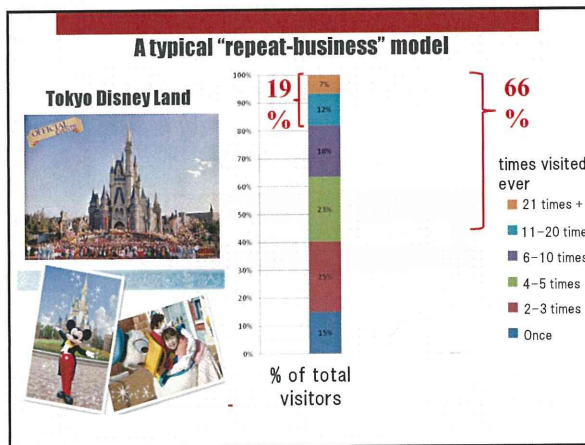 A typical “repeat-business” model
Tokyo Disney Land
OFFICIAL
100%
90%
80%
70%
60%
50%
40%
30%
20%
10%
0%
7%
12%
18%
23%
25%
15%
19
%
66
%
times visited
ever
21 times +
11-20 time
6-10 times
4-5 times
2-3 times
Once
% of total
visitors